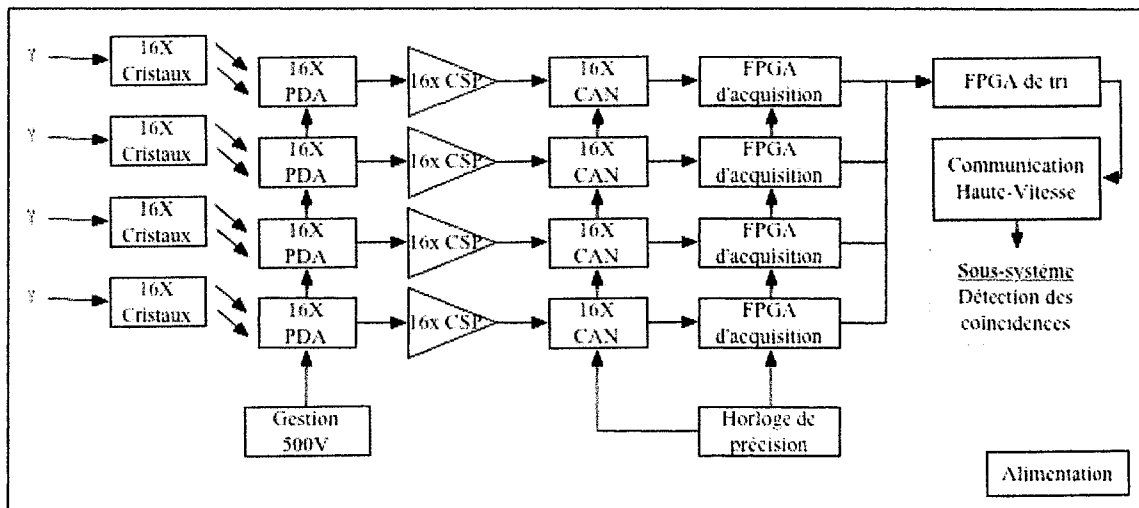 γ
16X
Cristaux
16X
PDA
16x CSP
16X
CAN
FPGA
d'acquisition
FPGA de tri
γ
16X
Cristaux
16X
PDA
16x CSP
16X
CAN
FPGA
d'acquisition
Communication
Haute-Vitesse
γ
16X
Cristaux
16X
PDA
16x CSP
16X
CAN
FPGA
d'acquisition
Sous-système
Détection des
coïncidences
γ
16X
Cristaux
16X
PDA
16x CSP
16X
CAN
FPGA
d'acquisition
Gestion
500V
Horloge de
précision
Alimentation